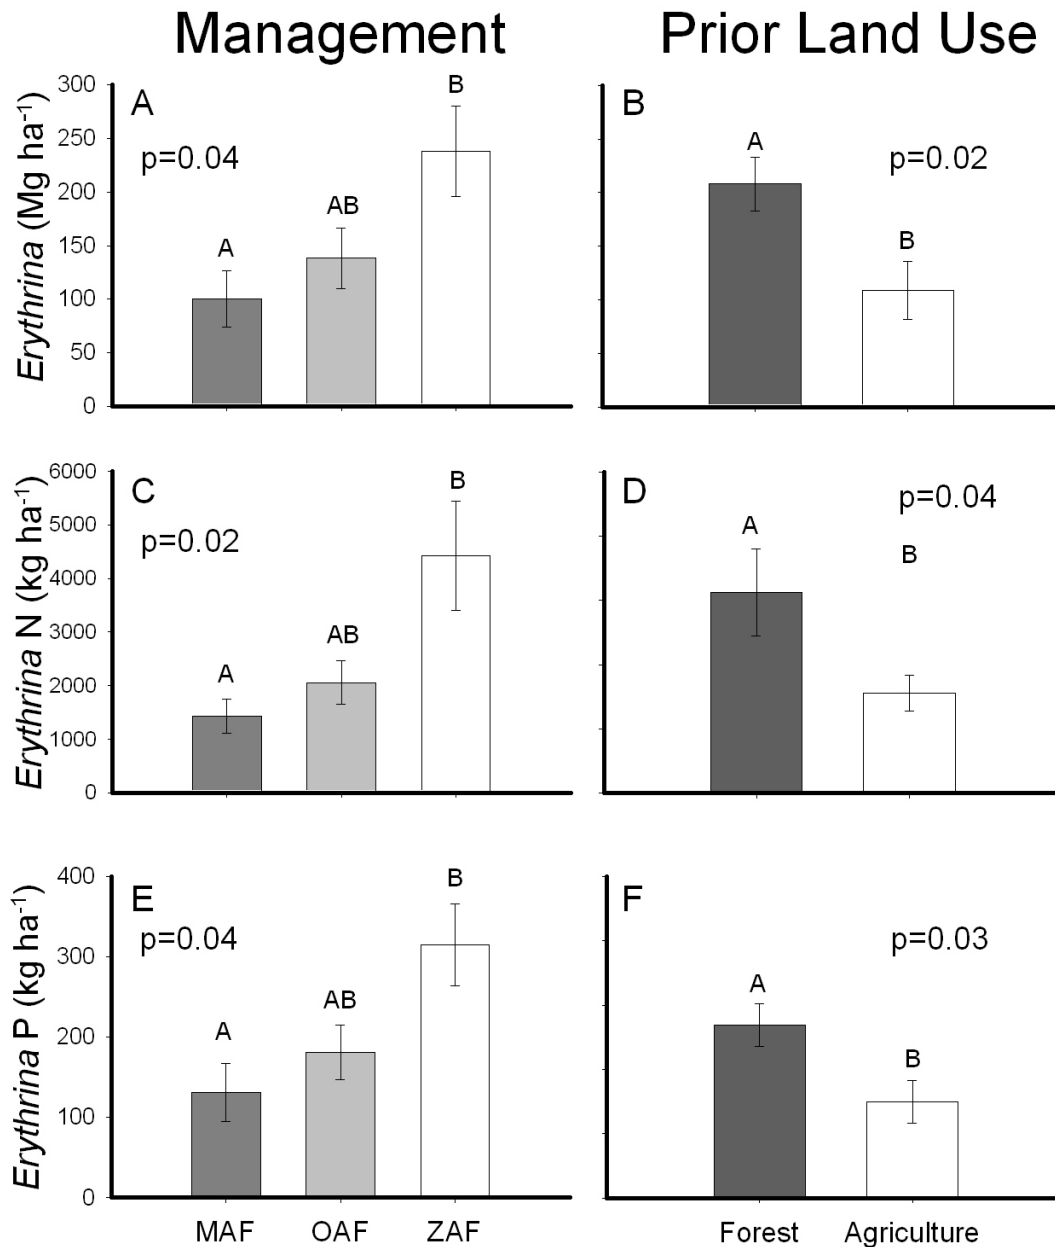 Management
Prior Land Use
Erythrina (Mg ha⁻¹)
300
250
200
150
100
50
0
A
p=0.04
A
AB
B
B
p=0.02
A
B
Erythrina N (kg ha⁻¹)
6000
5000
4000
3000
2000
1000
0
C
p=0.02
A
AB
B
D
p=0.04
A
B
Erythrina P (kg ha⁻¹)
400
300
200
100
0
E
p=0.04
A
AB
B
F
p=0.03
A
B
MAF OAF ZAF
Forest Agriculture